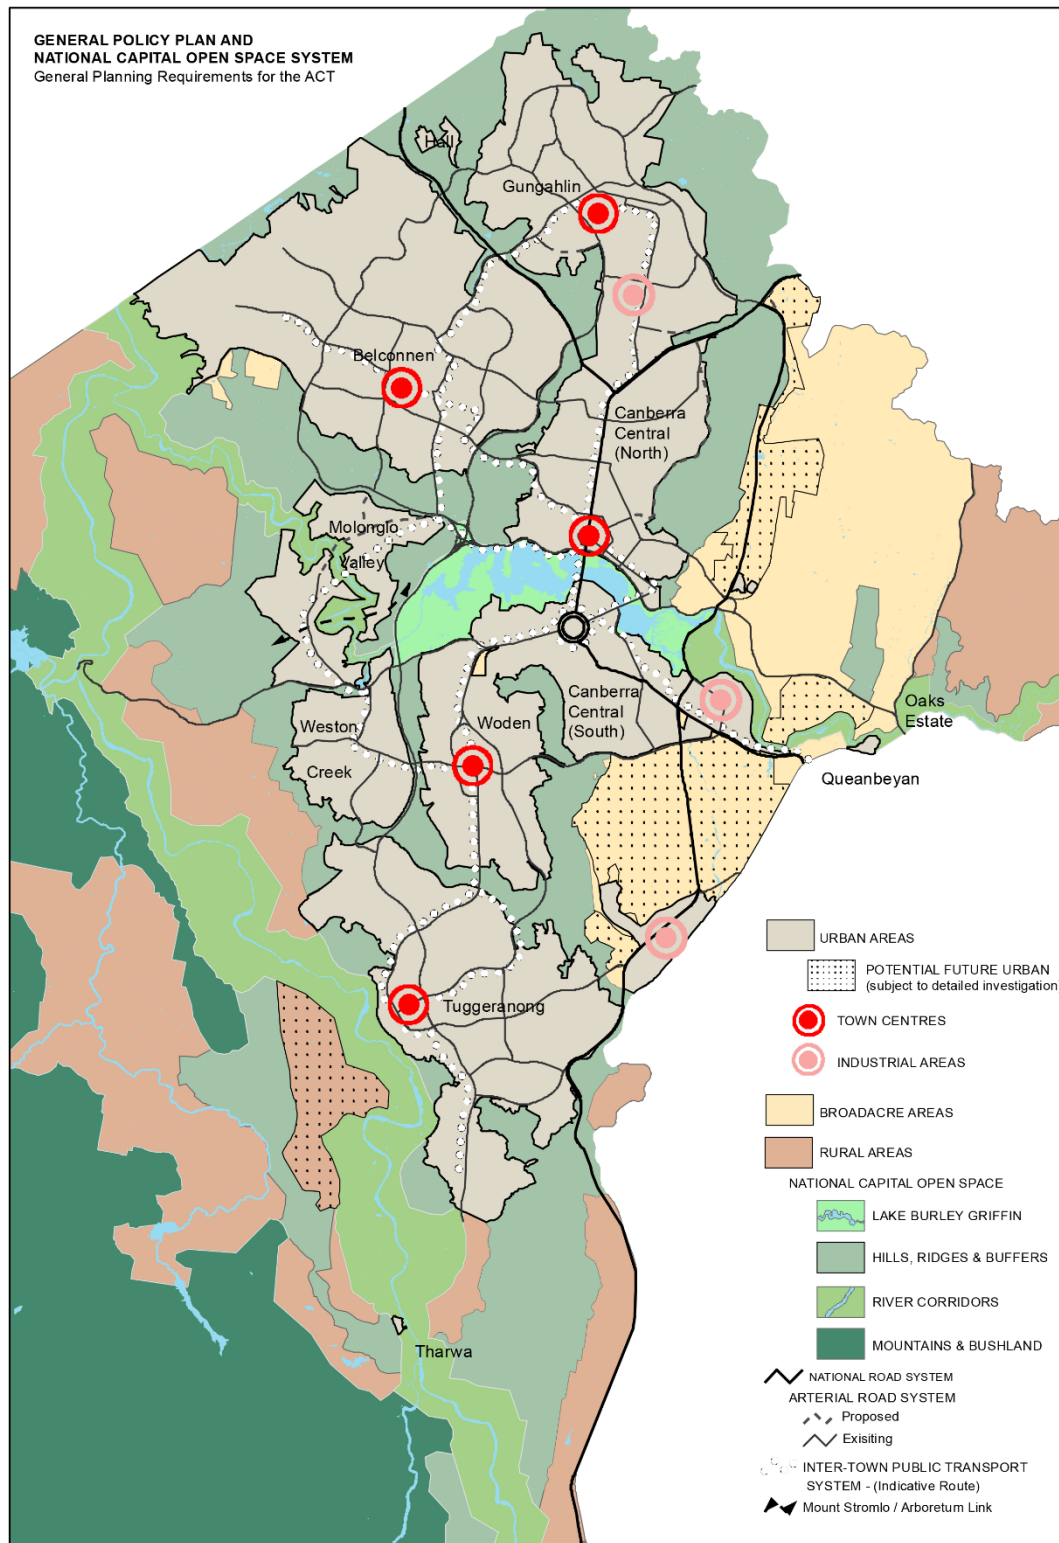 GENERAL POLICY PLAN AND
NATIONAL CAPITAL OPEN SPACE SYSTEM
General Planning Requirements for the ACT
Hall
Gungahlin
Belconnen
Canberra
Central
(North)
Molonglo
Valley
Canberra
Central
(South)
Woden
Weston
Creek
Oaks
Estate
Queanbeyan
Tuggeranong
Tharwa
URBAN AREAS
POTENTIAL FUTURE URBAN
(subject to detailed investigation)
TOWN CENTRES
INDUSTRIAL AREAS
BROADACRE AREAS
RURAL AREAS
NATIONAL CAPITAL OPEN SPACE
LAKE BURLEY GRIFFIN
HILLS, RIDGES & BUFFERS
RIVER CORRIDORS
MOUNTAINS & BUSHLAND
NATIONAL ROAD SYSTEM
ARTERIAL ROAD SYSTEM
Proposed
Exisiting
INTER-TOWN PUBLIC TRANSPORT
SYSTEM - (Indicative Route)
Mount Stromlo / Arboretum Link